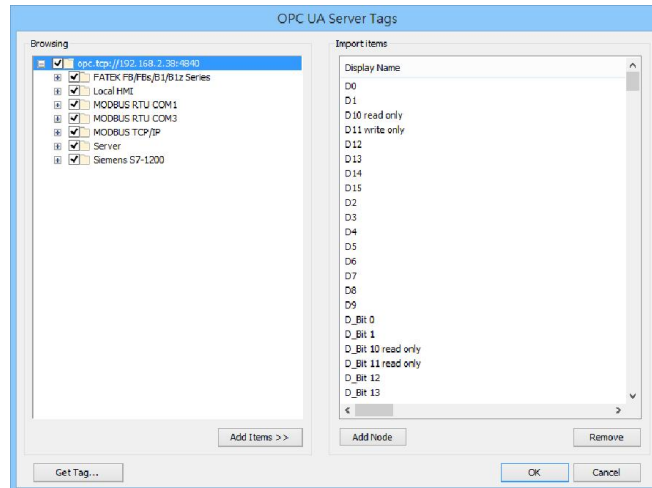 OPC UA Server Tags
Browsing
opc.tcp://192.168.2.38:4840
FATEK FB/FBs/B1/B1z Series
Local HMI
MODBUS RTU COM1
MODBUS RTU COM3
MODBUS TCP/IP
Server
Siemens S7-1200
Add Items >>
Get Tag...
Import items
Display Name
D0
D1
D10 read only
D11 write only
D12
D13
D14
D15
D2
D3
D4
D5
D6
D7
D8
D9
D_Bit 0
D_Bit 1
D_Bit 10 read only
D_Bit 11 read only
D_Bit 12
D_Bit 13
Add Node
Remove
OK
Cancel